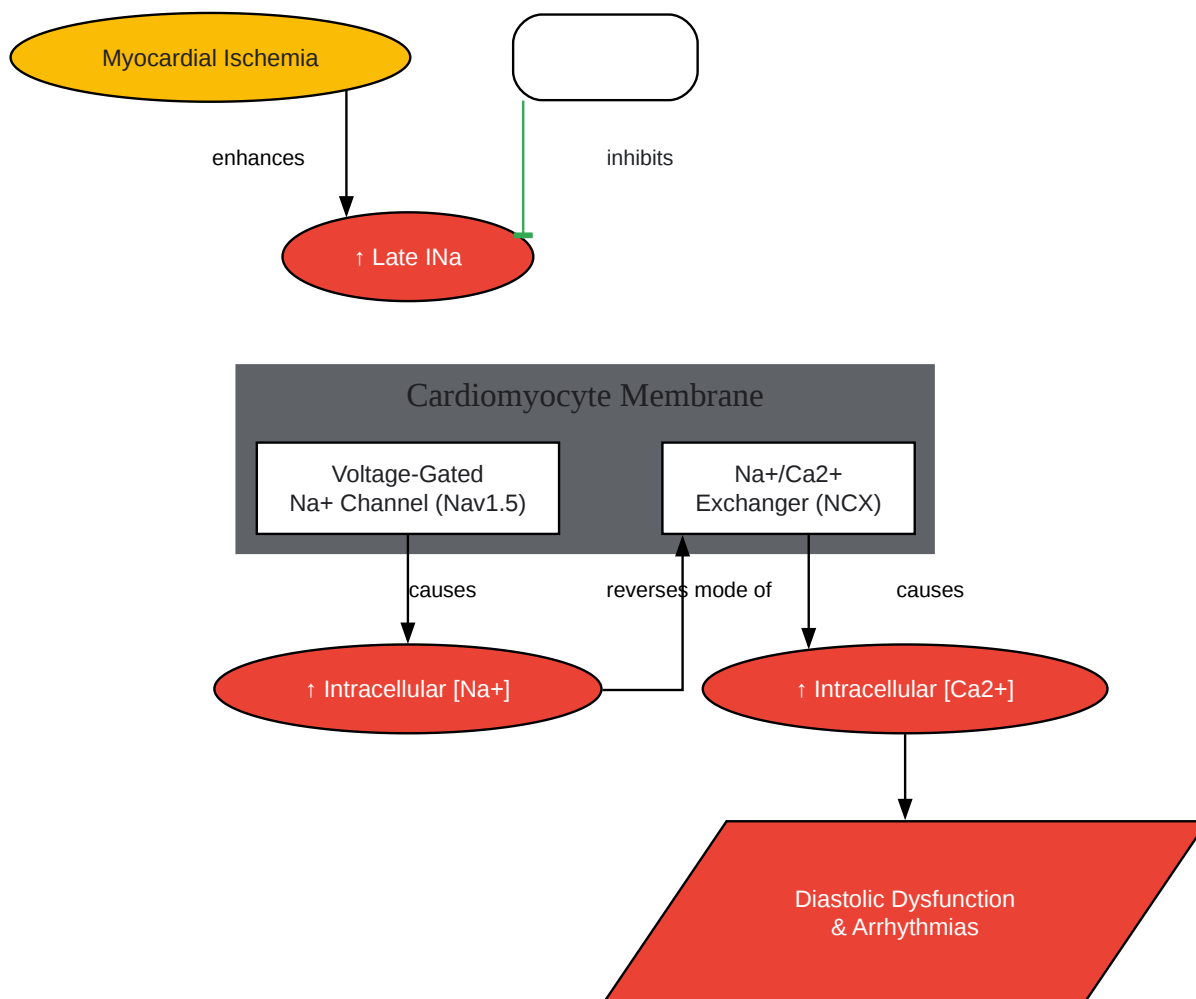 Myocardial Ischemia
enhances
inhibits
↑ Late INa
Cardiomyocyte Membrane
Voltage-Gated
Na+ Channel (Nav1.5)
Na+/Ca2+
Exchanger (NCX)
causes
reverses mode of
causes
↑ Intracellular [Na+]
↑ Intracellular [Ca2+]
Diastolic Dysfunction
& Arrhythmias